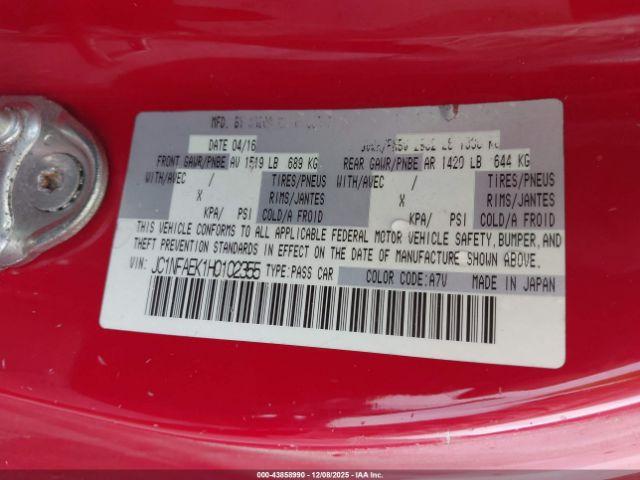 MFD. BY
DATE 04/16
FRONT GAWR/PNBE AV 1519 LB 689 KG REAR GAWR/PNBE AR 1420 LB 644 KG
WITH/AVEC / TIRES/PNEUS WITH/AVEC / TIRES/PNEUS
X RIMS/JANTES X RIMS/JANTES
KPA/ PSI COLD/A FROID KPA/ PSI COLD/A FROID
THIS VEHICLE CONFORMS TO ALL APPLICABLE FEDERAL MOTOR VEHICLE SAFETY, BUMPER, AND
THEFT PREVENTION STANDARDS IN EFFECT ON THE DATE OF MANUFACTURE SHOWN ABOVE.
VIN: JC1NFAEK1H0102355 TYPE: PASS CAR COLOR CODE: A7V MADE IN JAPAN
000-43858990 - 12/08/2025 - IAAI, Inc.